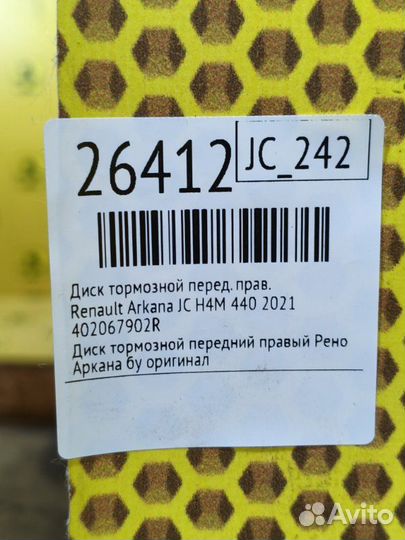 26412 JC_242
Диск тормозной перед. прав.
Renault Arkana JC H4M 440 2021
402067902R
Диск тормозной передний правый Рено
Аркана бу оригинал
Avito